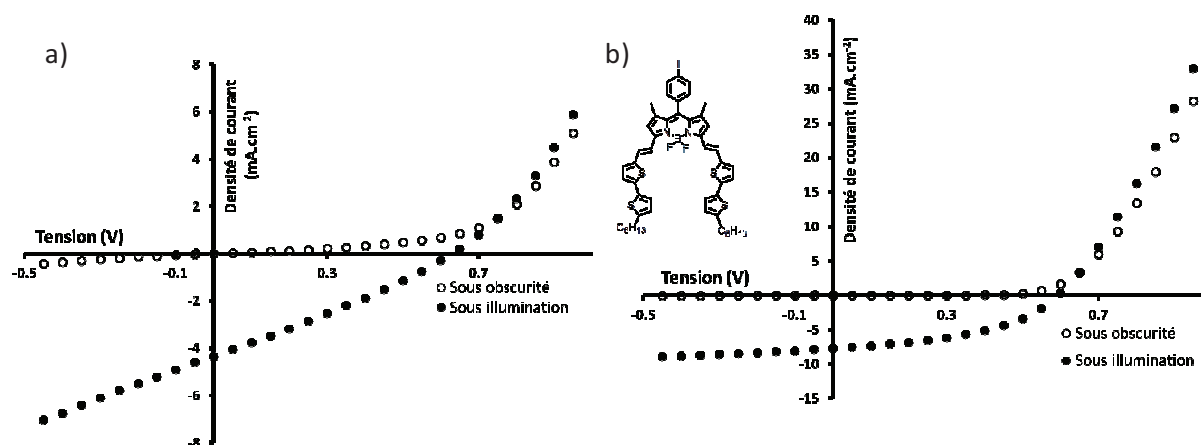 a)
Densité de courant
(mA.cm⁻²)
8
6
4
2
-2
-4
-6
-8
Tension (V)
-0.5
-0.1
0.3
0.7
Sous obscurité
Sous illumination
b)
I
N
N
B
F
F
S
S
S
S
C₆H₁₃
C₆H₁₃
Densité de courant (mA.cm⁻²)
40
35
30
25
20
15
10
5
0
-5
-10
-15
Tension (V)
-0.5
-0.1
0.3
0.7
Sous obscurité
Sous illumination